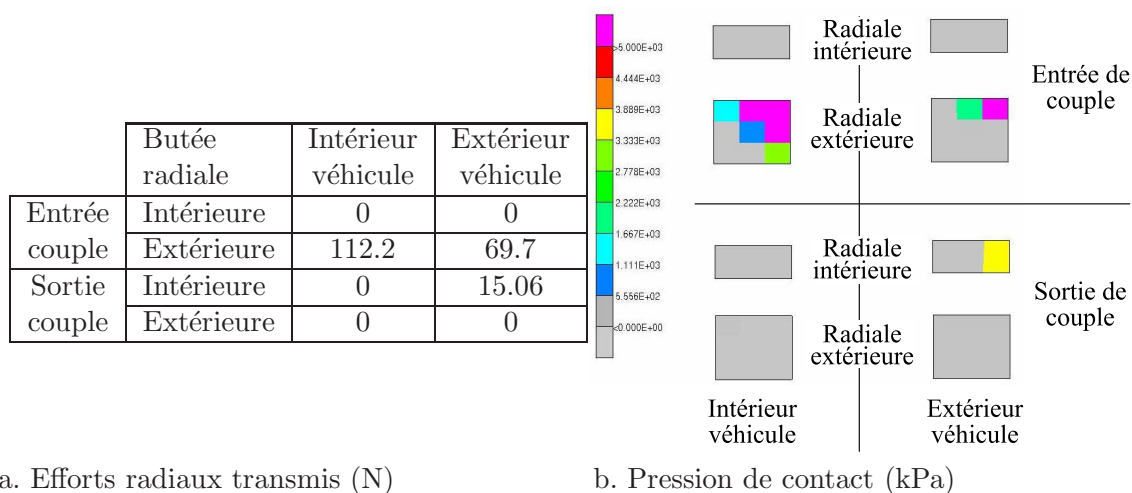 Butée Intérieur Extérieur
radiale véhicule véhicule
Entrée Intérieure 0 0
couple Extérieure 112.2 69.7
Sortie Intérieure 0 15.06
couple Extérieure 0 0
a. Efforts radiaux transmis (N)
>5.000E+03
4.444E+03
3.889E+03
3.333E+03
2.778E+03
2.222E+03
1.667E+03
1.111E+03
5.556E+02
<0.000E+00
Radiale
intérieure
Entrée de
couple
Radiale
extérieure
Radiale
intérieure
Sortie de
couple
Radiale
extérieure
Intérieur
véhicule
Extérieur
véhicule
b. Pression de contact (kPa)